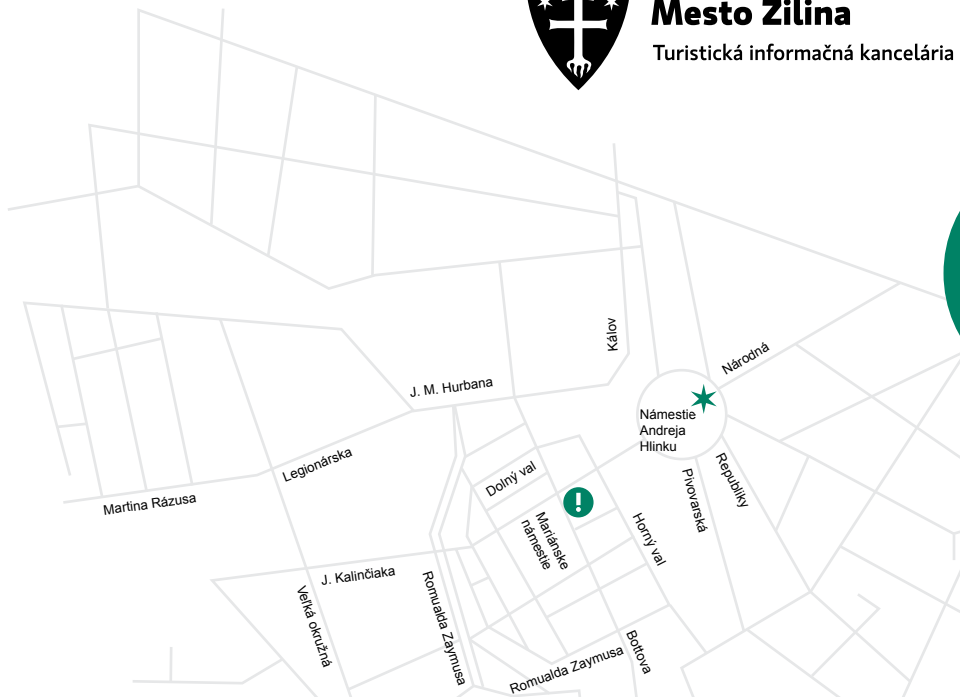 Mesto Žilina
Turistická informačná kancelária
Kálov
Národná
J. M. Hurbana
Námestie
Andreja
Hlinku
Legionárska
Dolný val
Pivovarská
Republiky
Martina Rázusa
!
Mariánske
námestie
Horný val
J. Kalinčiaka
Veľká okružná
Romualda Zaymusa
Romualda Zaymusa
Bottova